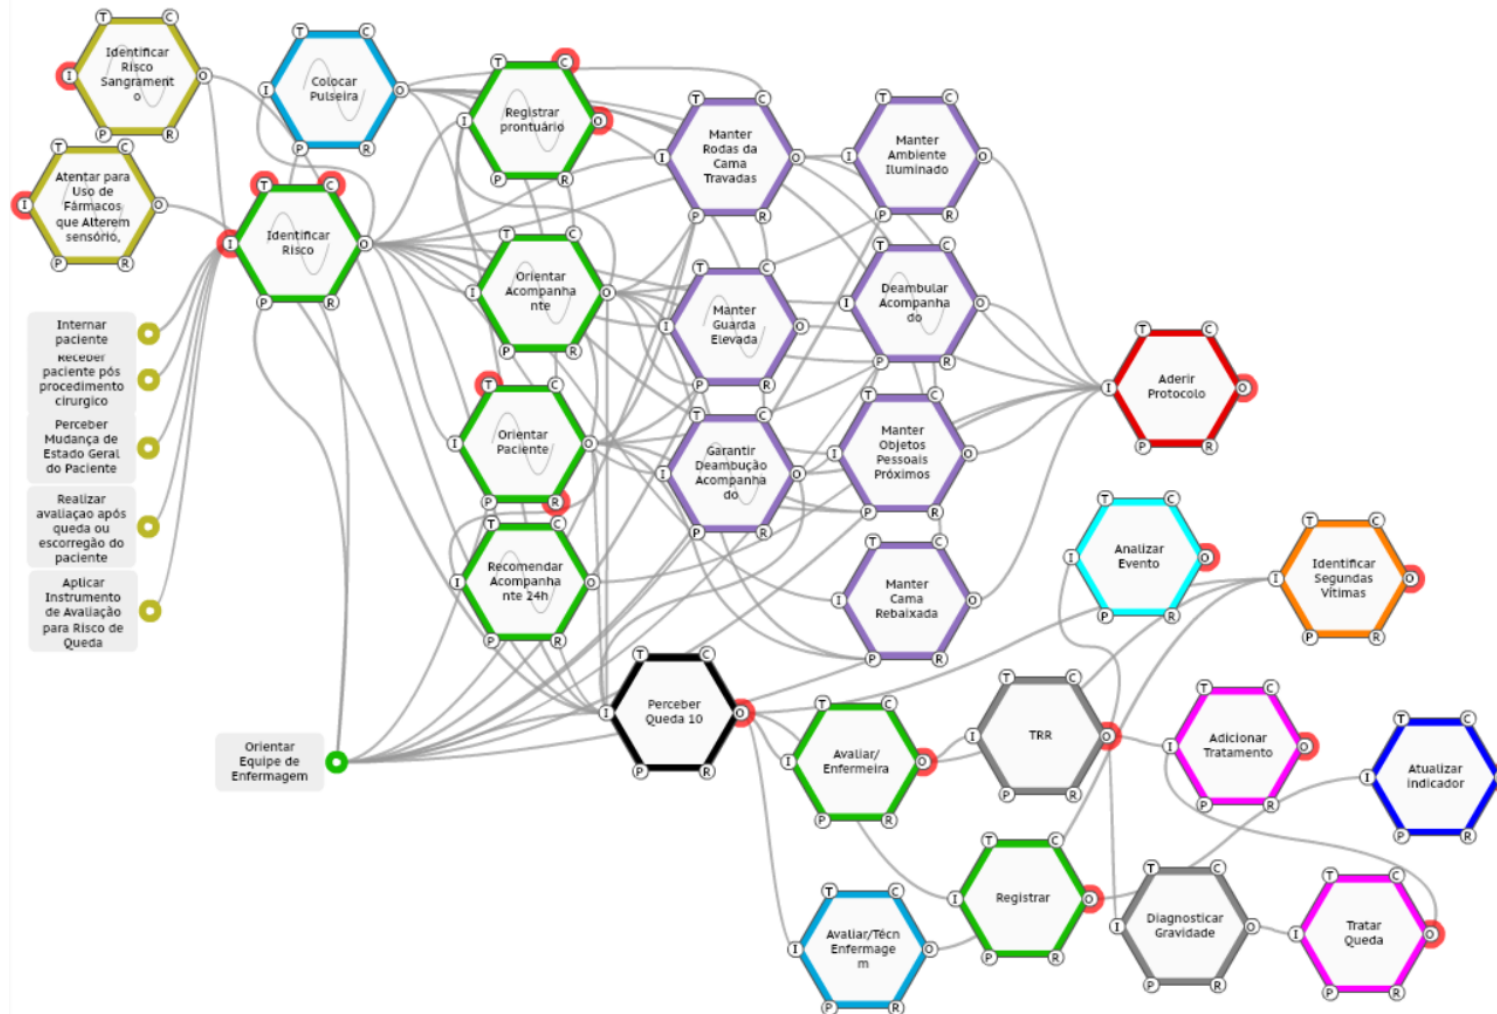 Identificar
Risco
Sangrament
o
Colocar
Pulseira
Registrar
prontuário
Manter
Rodas da
Cama
Travadas
Manter
Ambiente
Iluminado
Atentar para
Uso de
Fármacos
que Alterem
sensório,
Identificar
Risco
Orientar
Acompanha
nte
Manter
Guarda
Elevada
Deambular
Acompanha
do
Internar
paciente
Receber
paciente pós
procedimento
cirurgico
Perceber
Mudança de
Estado Geral
do Paciente
Realizar
avaliaçao após
queda ou
escorregão do
paciente
Aplicar
Instrumento
de Avaliação
para Risco de
Queda
Orientar
Paciente
Garantir
Deambução
Acompanha
do
Manter
Objetos
Pessoais
Próximos
Aderir
Protocolo
Recomendar
Acompanha
nte 24h
Manter
Cama
Rebaixada
Analizar
Evento
Identificar
Segundas
Vítimas
Orientar
Equipe de
Enfermagem
Perceber
Queda 10
Avaliar/
Enfermeira
TRR
Adicionar
Tratamento
Atualizar
indicador
Avaliar/Técn
Enfermage
m
Registrar
Diagnosticar
Gravidade
Tratar
Queda